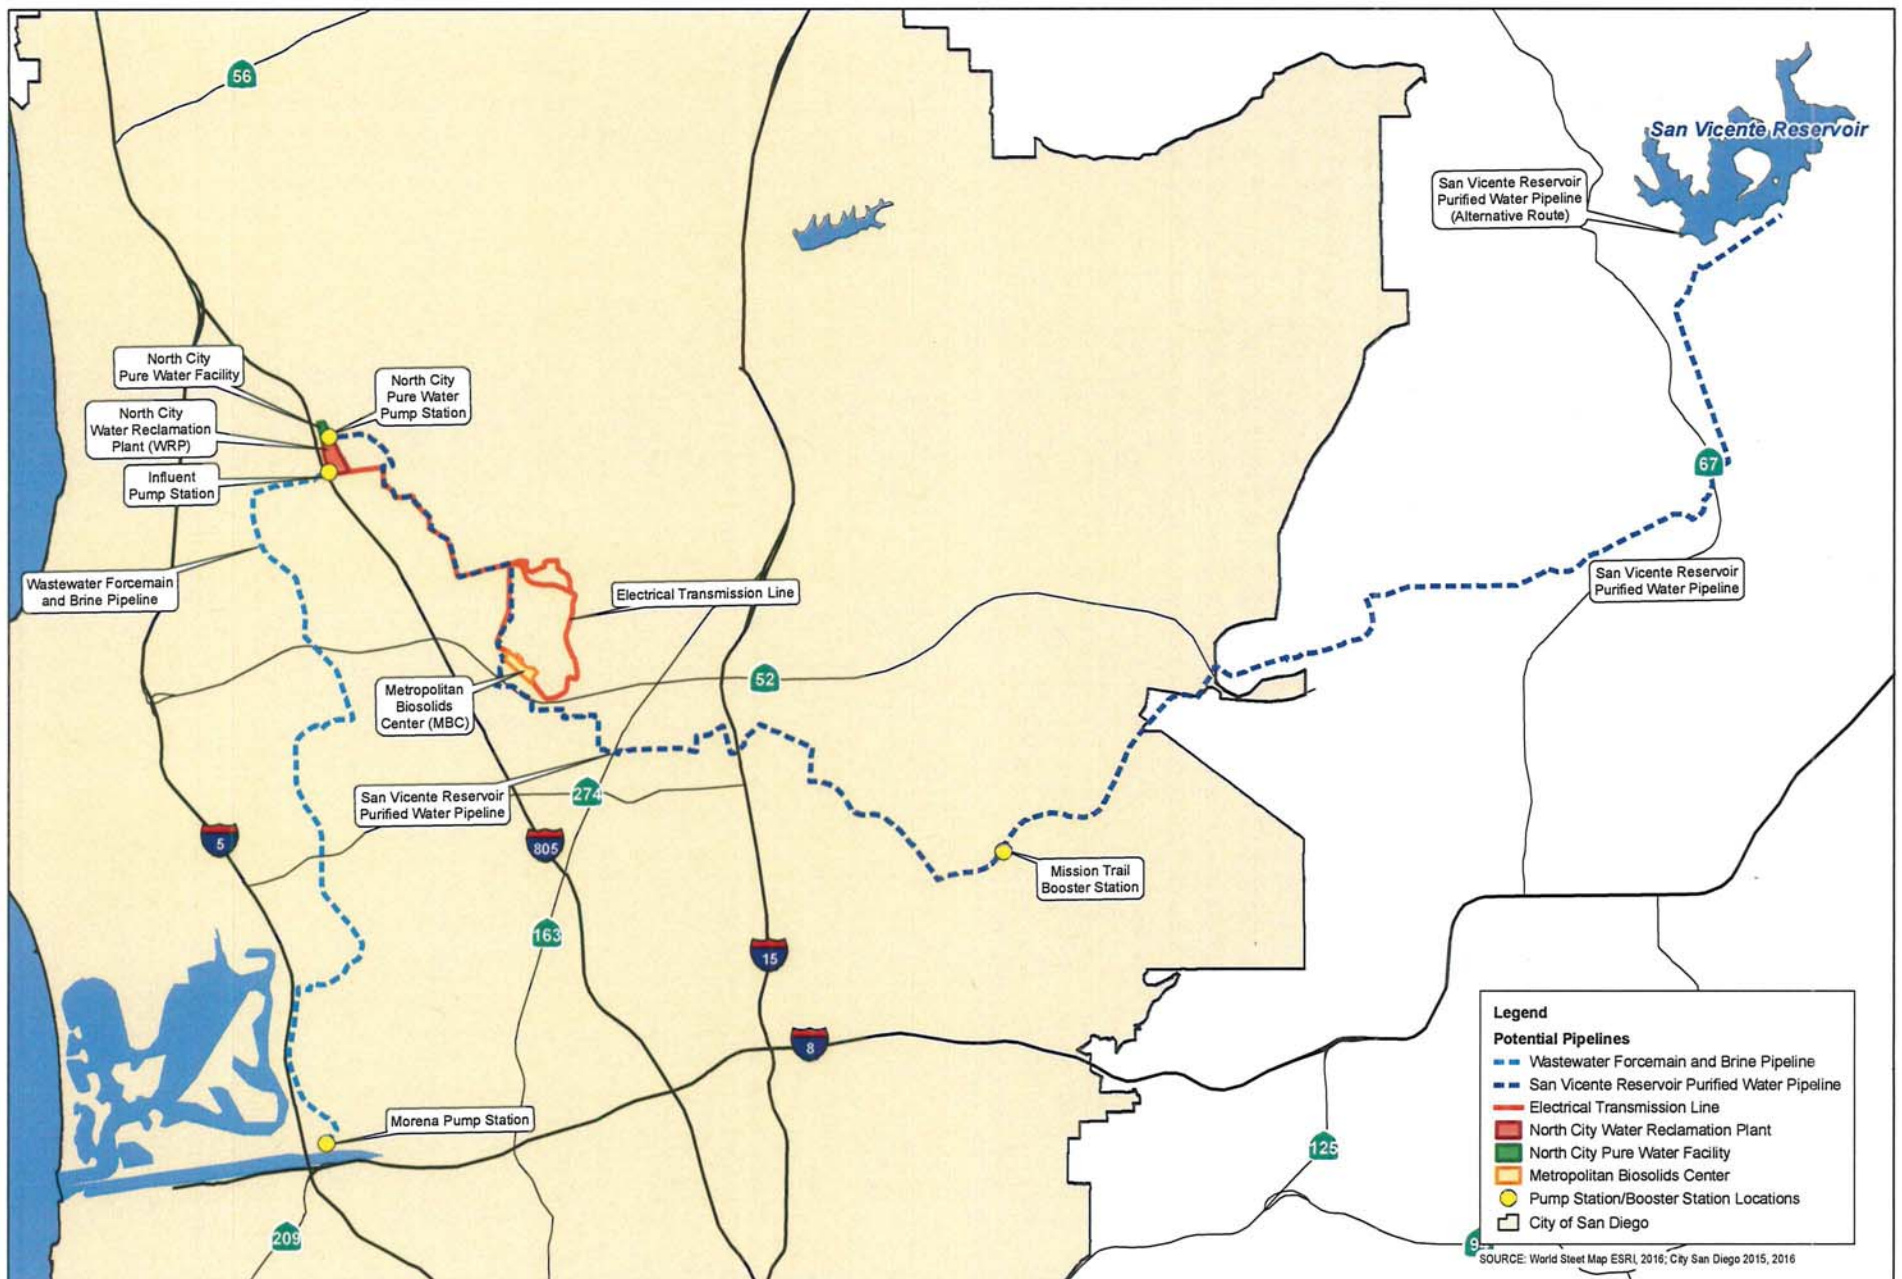 56
San Vicente Reservoir
San Vicente Reservoir
Purified Water Pipeline
(Alternative Route)
North City
Pure Water Facility
North City
Pure Water
Pump Station
North City
Water Reclamation
Plant (WRP)
Influent
Pump Station
67
Wastewater Forcemain
and Brine Pipeline
Electrical Transmission Line
San Vicente Reservoir
Purified Water Pipeline
52
Metropolitan
Biosolids
Center (MBC)
San Vicente Reservoir
Purified Water Pipeline
274
5
805
Mission Trail
Booster Station
163
15
8
Morena Pump Station
125
209
Legend
Potential Pipelines
Wastewater Forcemain and Brine Pipeline
San Vicente Reservoir Purified Water Pipeline
Electrical Transmission Line
North City Water Reclamation Plant
North City Pure Water Facility
Metropolitan Biosolids Center
Pump Station/Booster Station Locations
City of San Diego
SOURCE: World Steet Map ESRI, 2016; City San Diego 2015, 2016